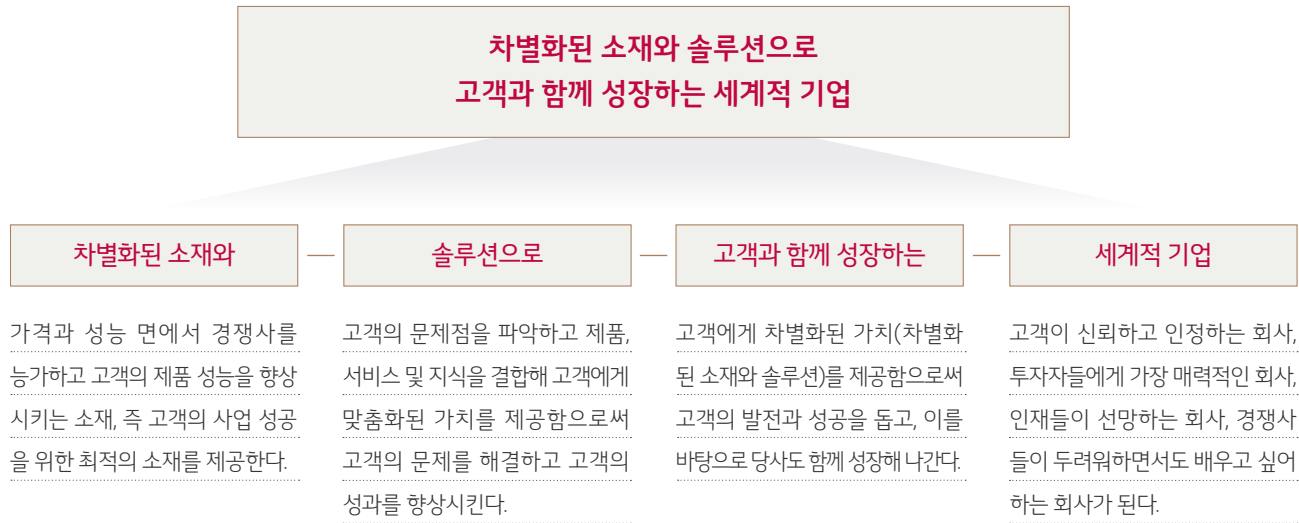 차별화된 소재와 솔루션으로
고객과 함께 성장하는 세계적 기업
차별화된 소재와
가격과 성능 면에서 경쟁사를
능가하고 고객의 제품 성능을 향상
시키는 소재, 즉 고객의 사업 성공
을 위한 최적의 소재를 제공한다.
솔루션으로
고객의 문제점을 파악하고 제품,
서비스 및 지식을 결합해 고객에게
맞춤화된 가치를 제공함으로써
고객의 문제를 해결하고 고객의
성과를 향상시킨다.
고객과 함께 성장하는
고객에게 차별화된 가치(차별화
된 소재와 솔루션)를 제공함으로써
고객의 발전과 성공을 돕고, 이를
바탕으로 당사도 함께 성장해 나간다.
세계적 기업
고객이 신뢰하고 인정하는 회사,
투자자들에게 가장 매력적인 회사,
인재들이 선망하는 회사, 경쟁사
들이 두려워하면서도 배우고 싶어
하는 회사가 된다.